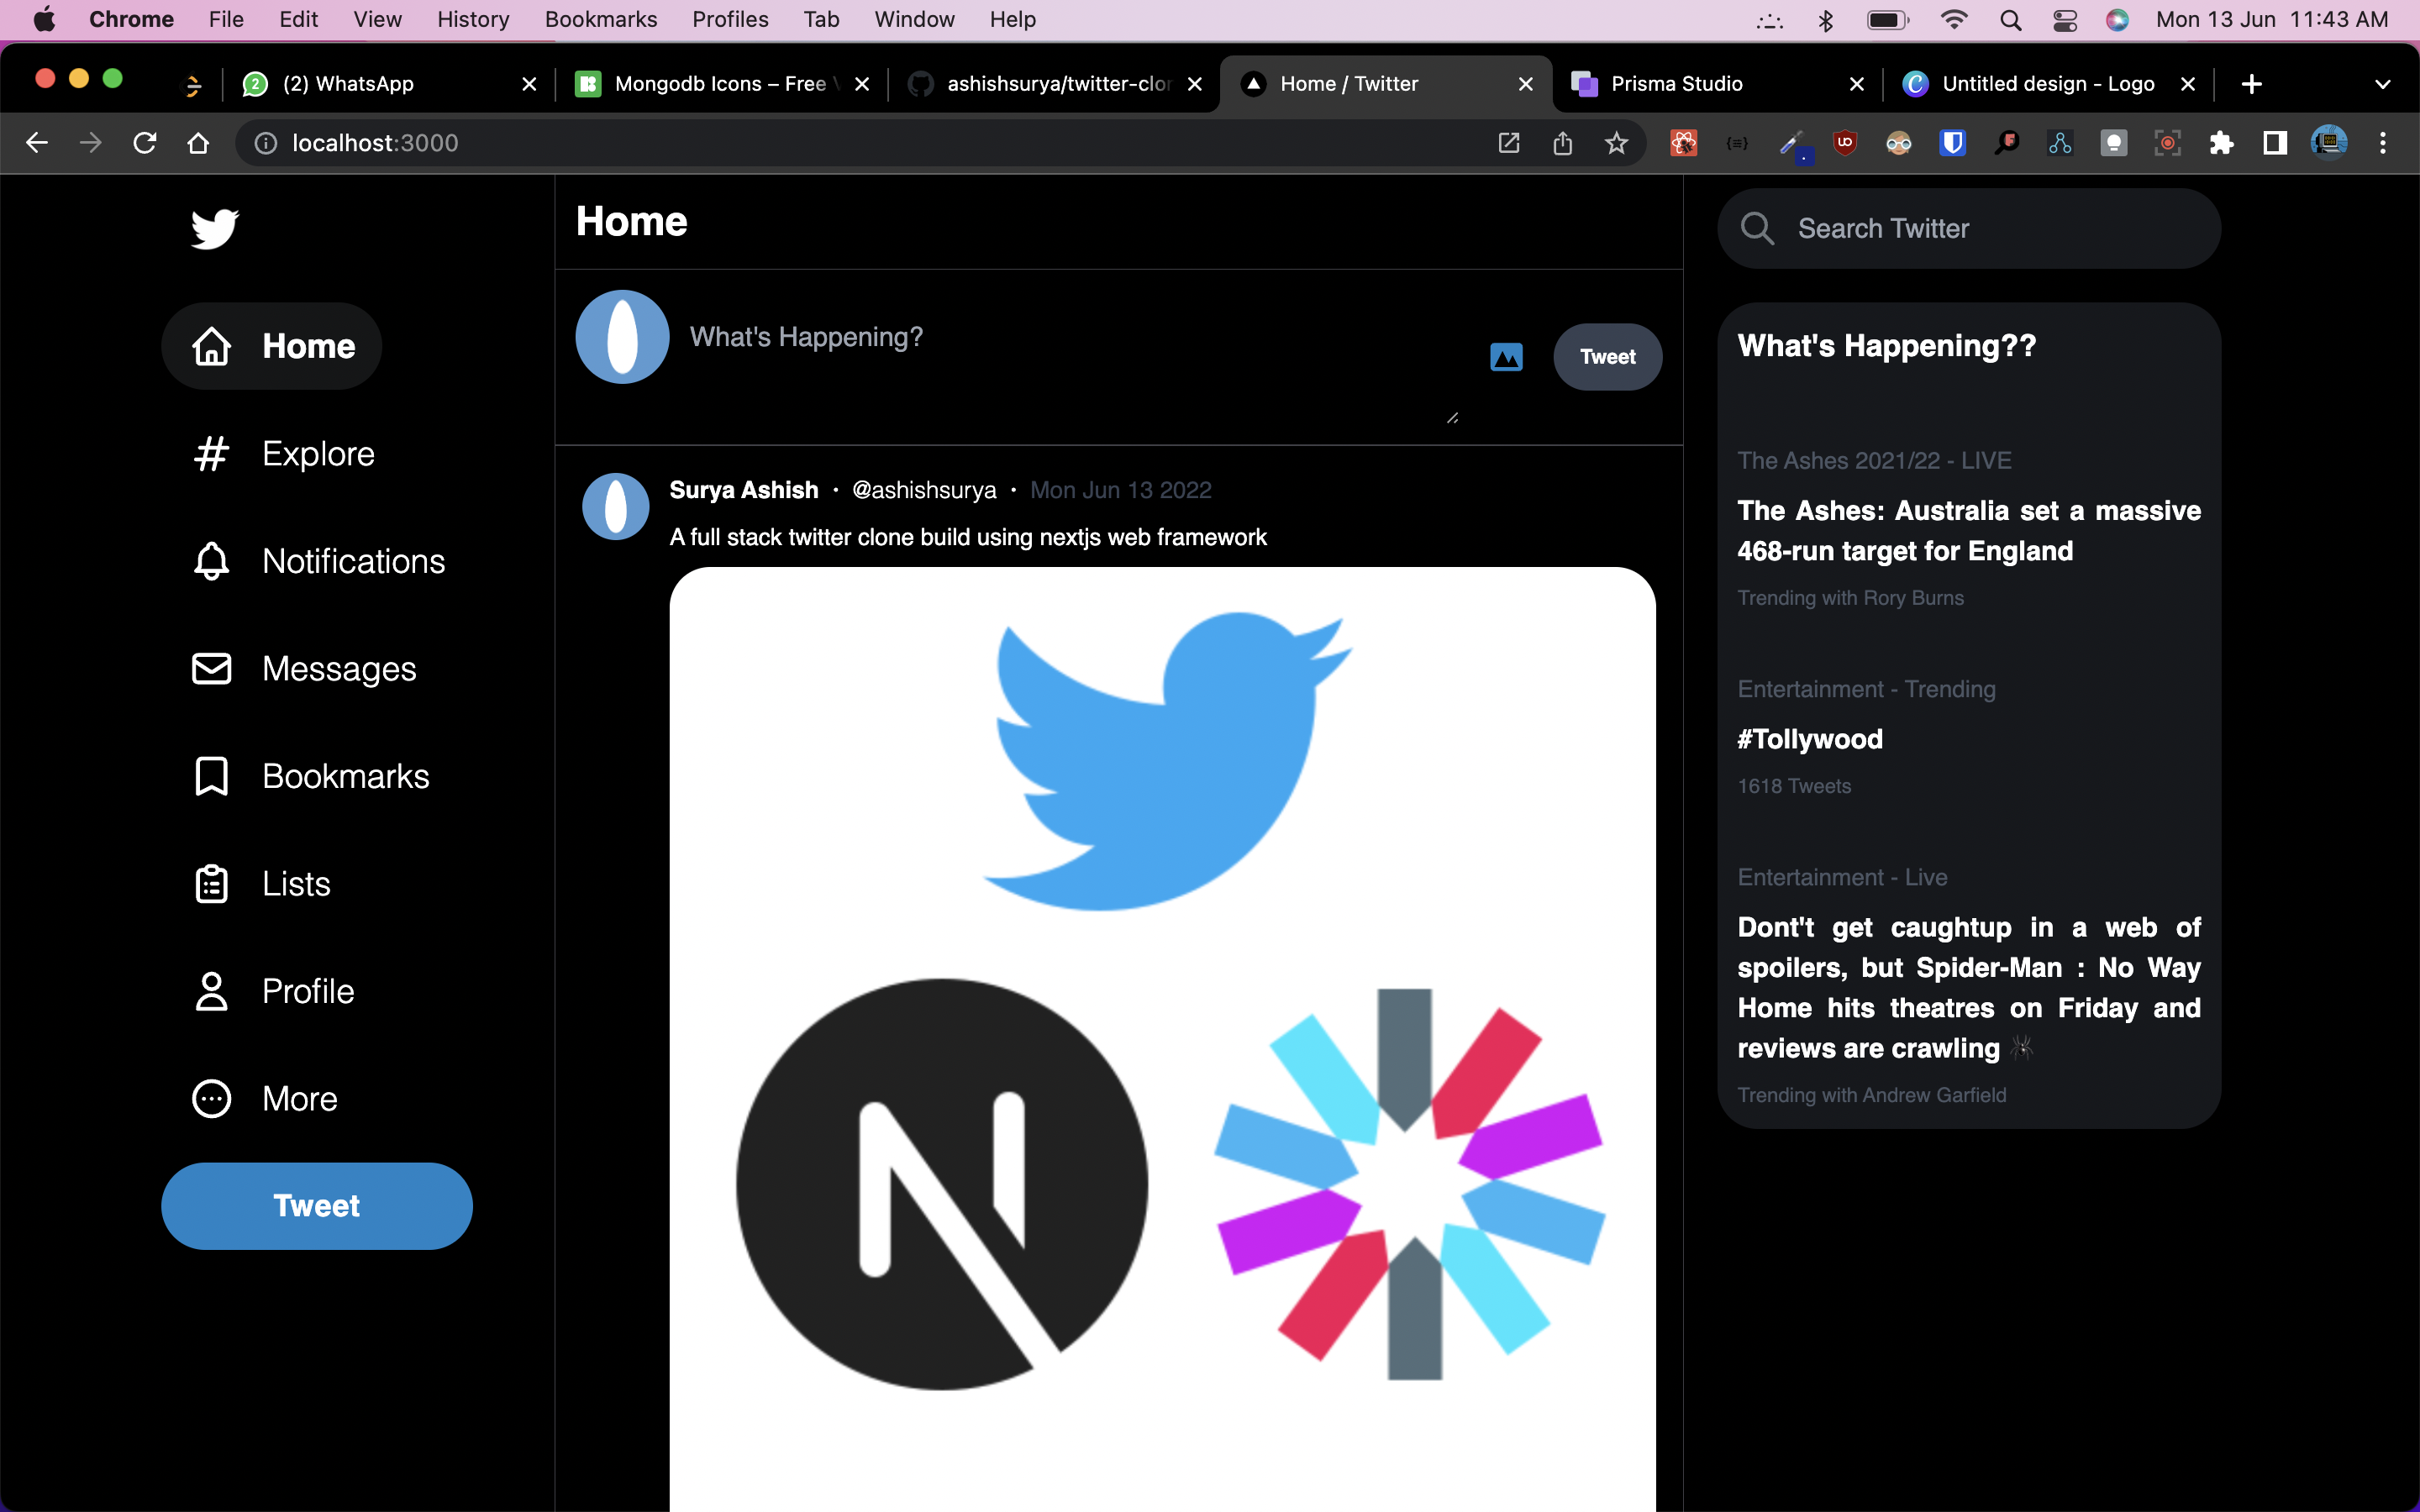 Chrome File Edit View History Bookmarks Profiles Tab Window Help Mon 13 Jun 11:43 AM
2 (2) WhatsApp Mongodb Icons – Free ashishsurya/twitter-clon Home / Twitter Prisma Studio Untitled design - Logo
localhost:3000
Home
Search Twitter
Home
What's Happening?
Tweet
What's Happening??
Explore
The Ashes 2021/22 - LIVE
The Ashes: Australia set a massive
468-run target for England
Trending with Rory Burns
Surya Ashish · @ashishsurya · Mon Jun 13 2022
A full stack twitter clone build using nextjs web framework
Notifications
Messages
Entertainment - Trending
#Tollywood
1618 Tweets
Bookmarks
Lists
Entertainment - Live
Dont't get caughtup in a web of
spoilers, but Spider-Man : No Way
Home hits theatres on Friday and
reviews are crawling 🕷
Trending with Andrew Garfield
Profile
More
Tweet